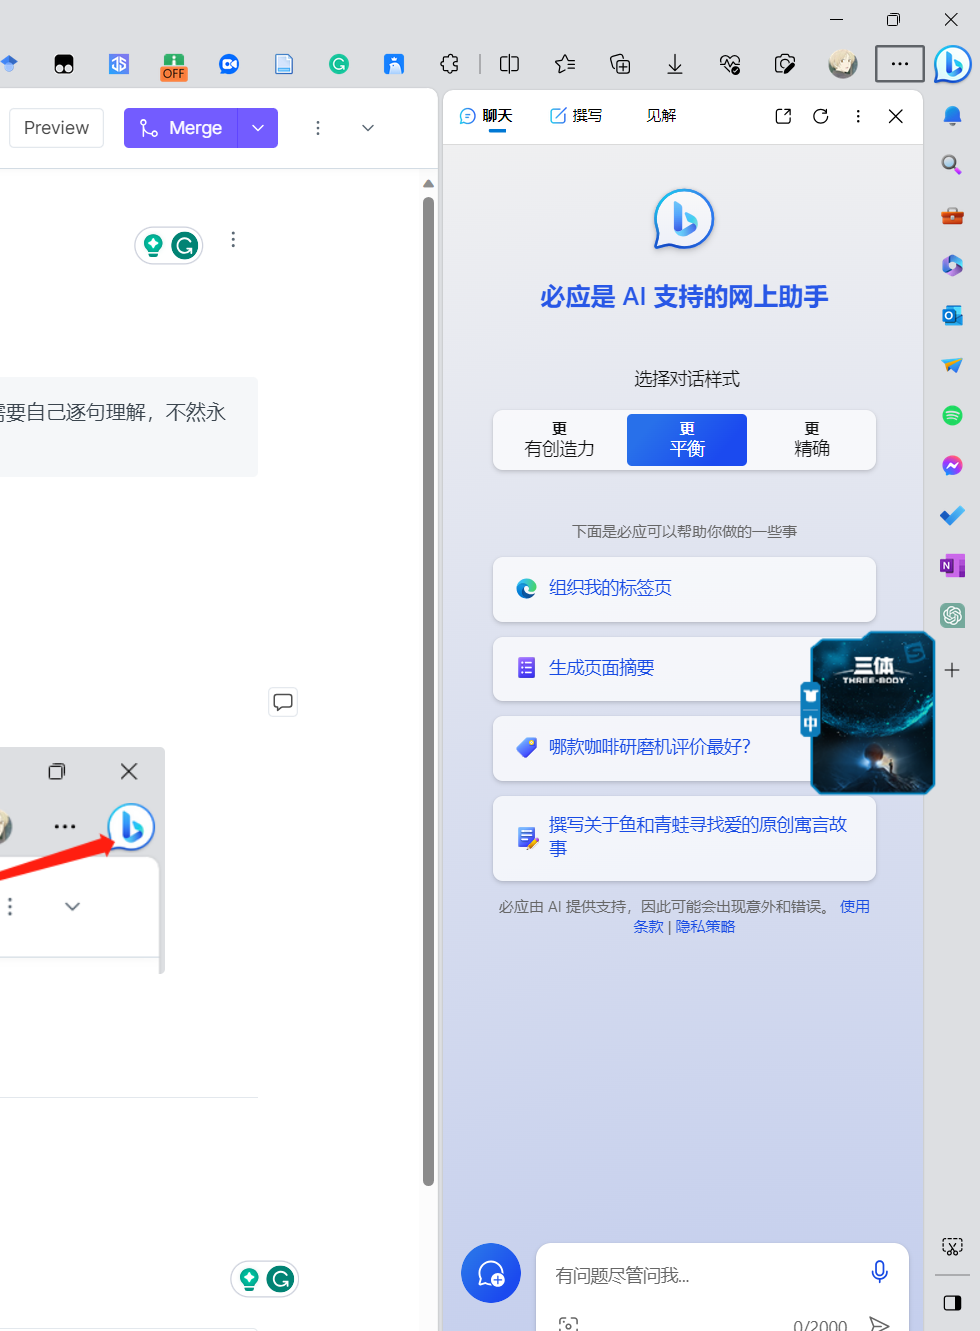 OFF
Preview
Merge
需要自己逐句理解，不然永
聊天
撰写
见解
必应是 AI 支持的网上助手
选择对话样式
更
有创造力
更
平衡
更
精确
下面是必应可以帮助你做的一些事
组织我的标签页
生成页面摘要
哪款咖啡研磨机评价最好?
撰写关于鱼和青蛙寻找爱的原创寓言故
事
必应由 AI 提供支持，因此可能会出现意外和错误。 使用
条款 | 隐私策略
三体
THREE-BODY
中
有问题尽管问我...
0/2000